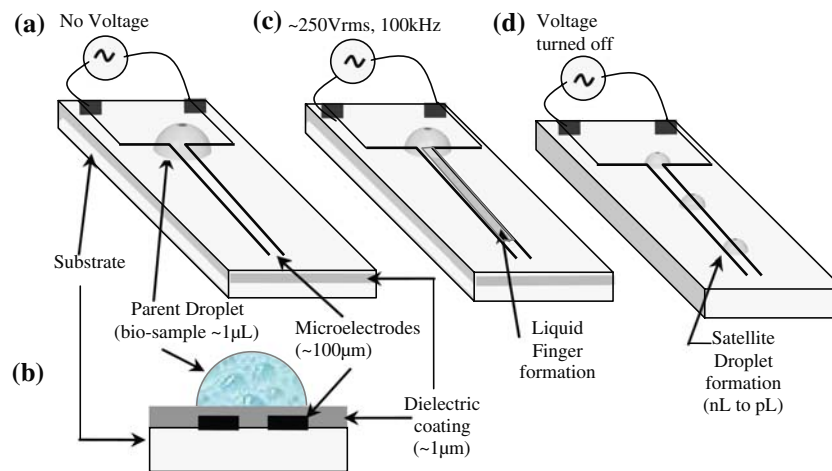 (a)
No Voltage
(c)
~250Vrms, 100kHz
(d)
Voltage
turned off
Substrate
Parent Droplet
(bio-sample ~1µL)
Microelectrodes
(~100µm)
Liquid
Finger
formation
Satellite
Droplet
formation
(nL to pL)
(b)
Dielectric
coating
(~1µm)